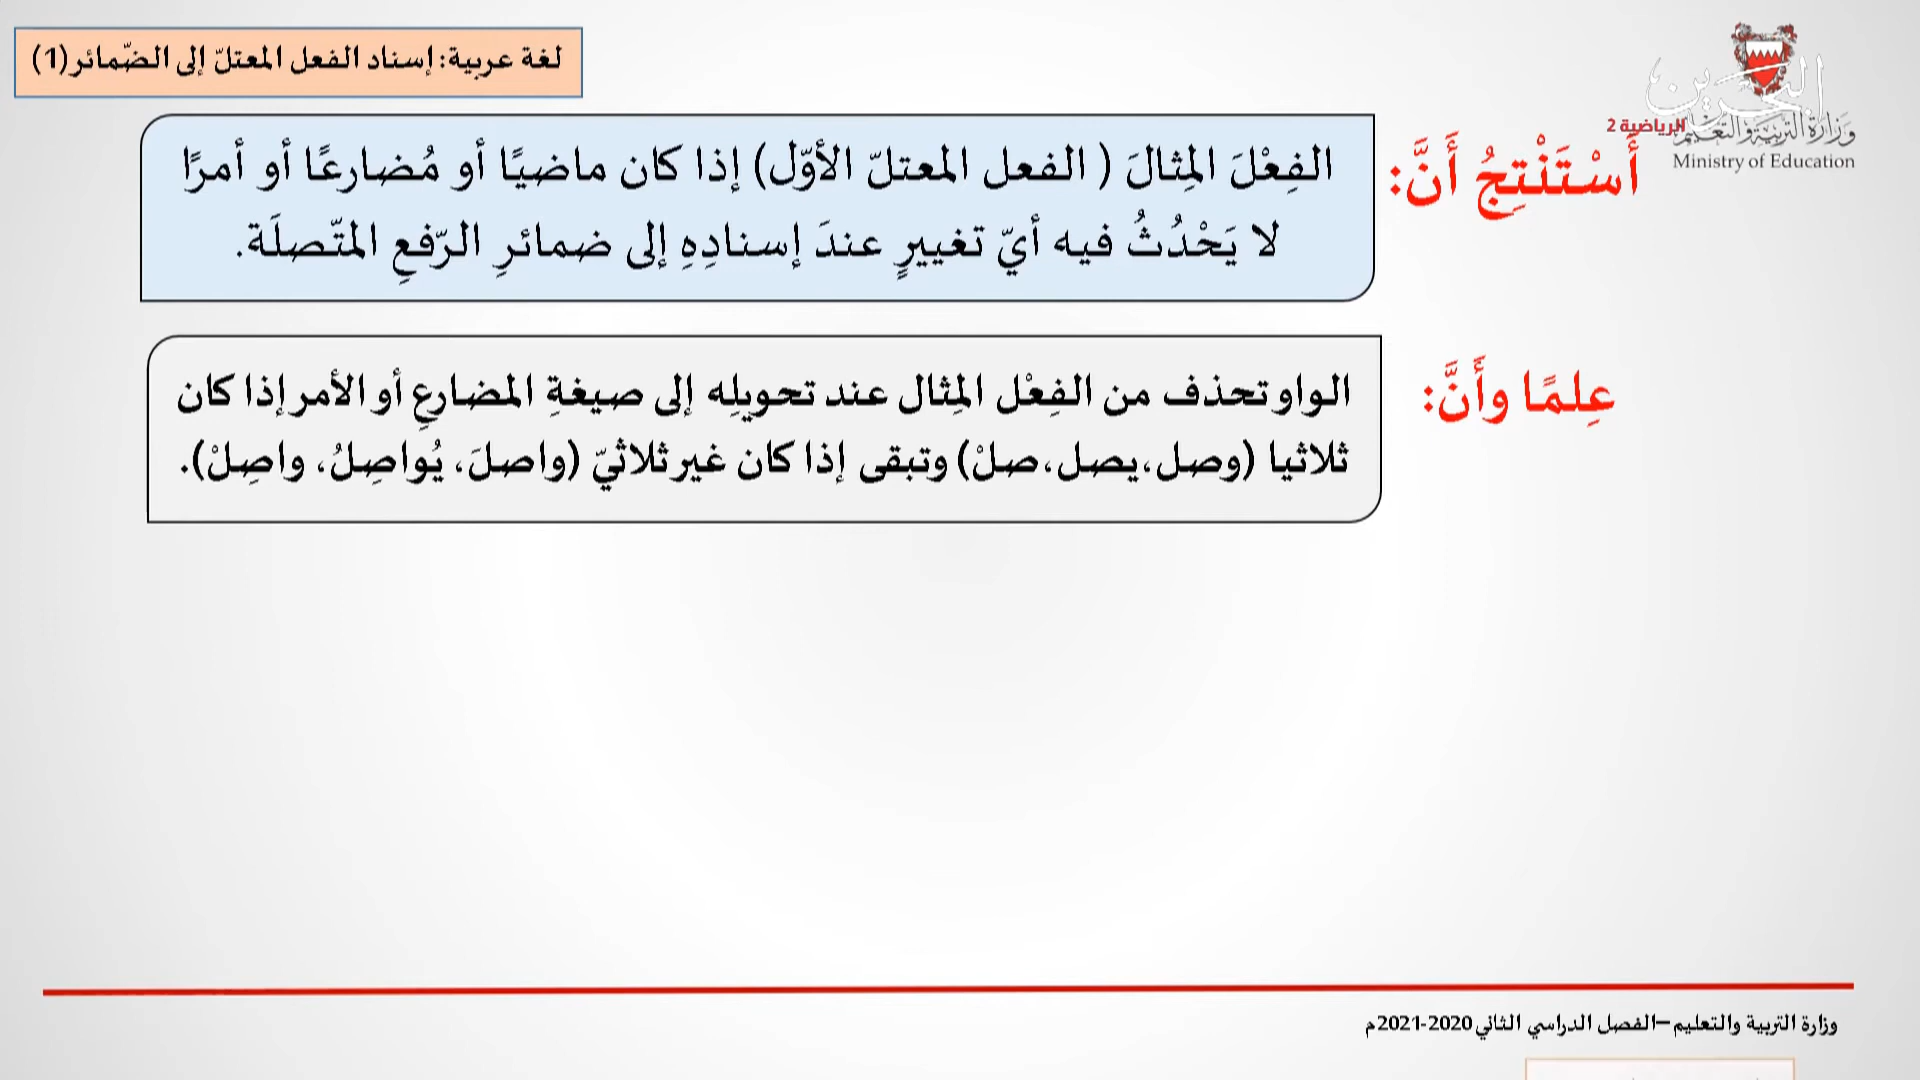 لغة عربية: إسناد الفعل المعتلّ إلى الضّمائر(1)
البحرين
الرياضية 2
وزارة التربية والتعليم
Ministry of Education
أَسْتَنْتِجُ أَنَّ:
الفِعْلَ المِثالَ ( الفعل المعتلّ الأوّل) إذا كان ماضيًا أو مُضارعًا أو أمرًا
لا يَحْدُثُ فيه أيّ تغييرٍ عندَ إسنادِهِ إلى ضمائرِ الرّفعِ المتّصلَة.
عِلمًا وأَنَّ:
الواو تحذف من الفِعْل المِثال عند تحويلِه إلى صيغةِ المضارعِ أو الأمر إذا كان
ثلاثيا (وصل، يصل، صلْ) وتبقى إذا كان غير ثلاثيّ (واصلَ، يُواصِلُ، واصِلْ).
وزارة التربية والتعليم –الفصل الدراسي الثاني 2020-2021م